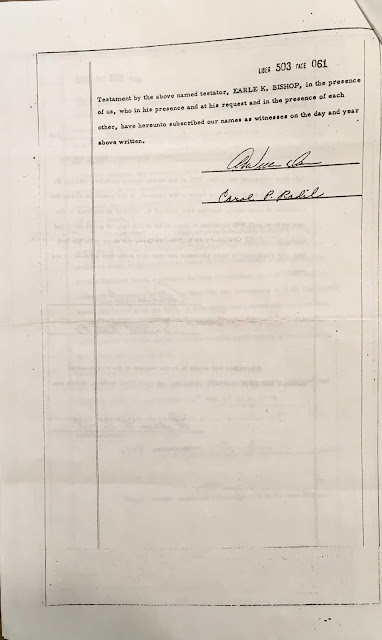 LIBER 503 PAGE 061
Testament by the above named testator, EARLE K. BISHOP, in the presence
of us, who in his presence and at his request and in the presence of each
other, have hereunto subscribed our names as witnesses on the day and year
above written.
Carol P. Radil